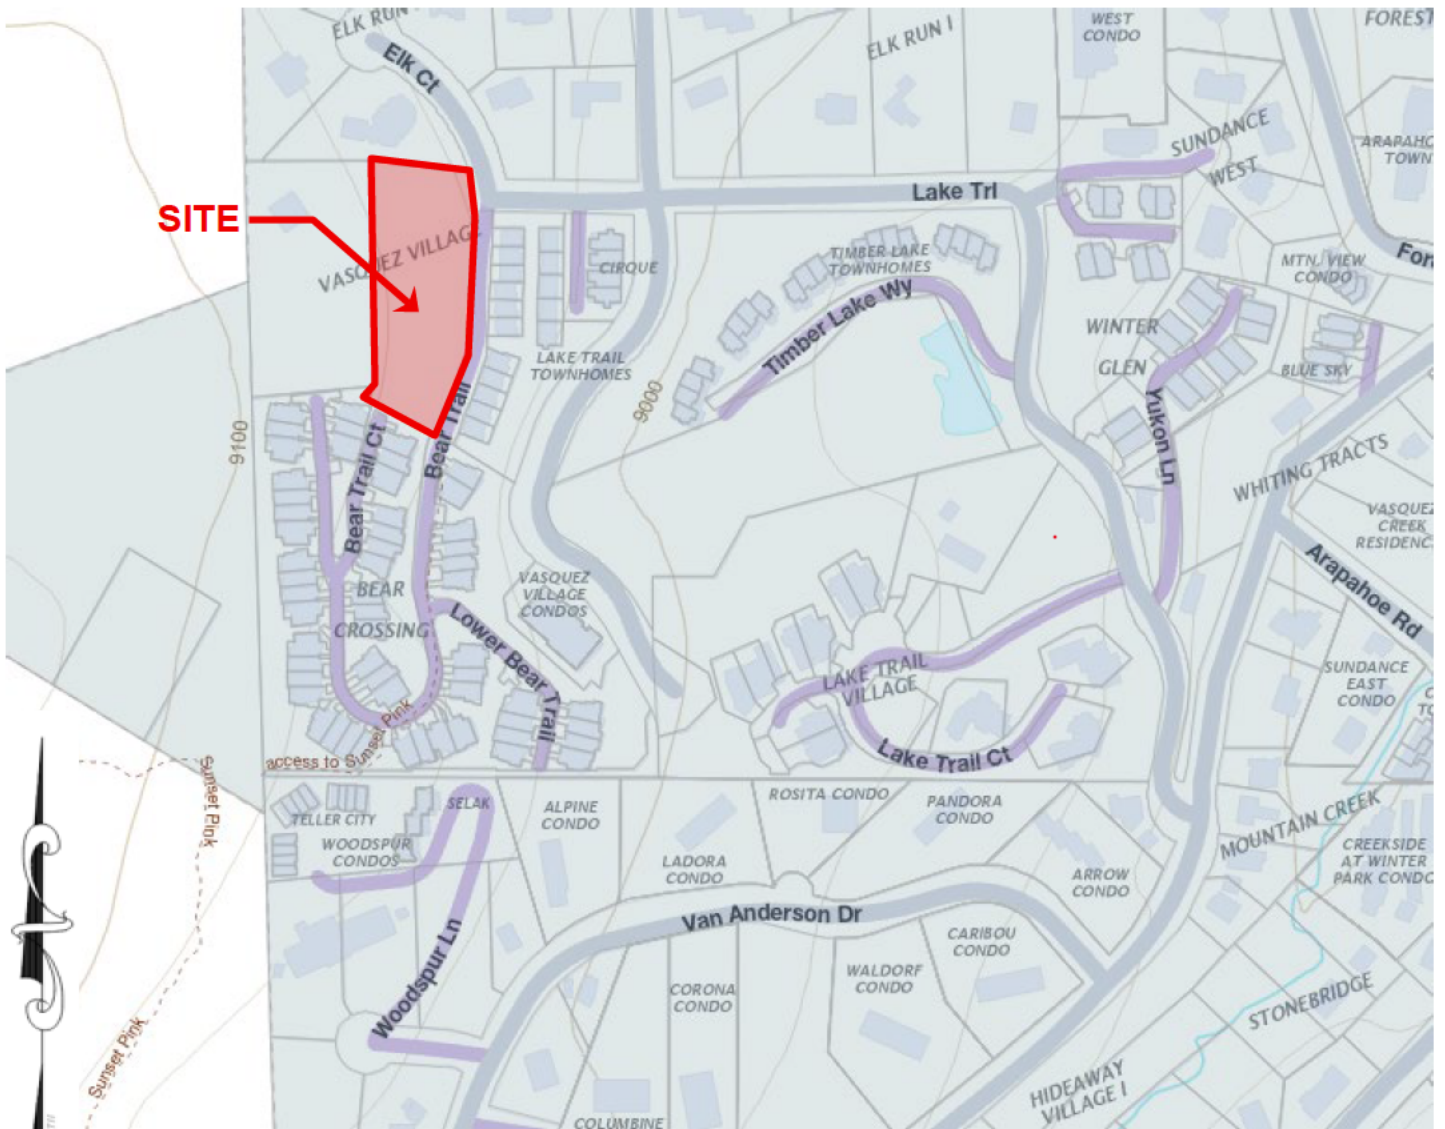 ELK RUN I
Elk Ct
ELK RUN I
WEST
CONDO
FOREST
SUNDANCE
WEST
ARAPAHO
TOWN
SITE
Lake Trl
VASQUEZ VILLAGE
CIRQUE
TIMBER LAKE
TOWNHOMES
MTN. VIEW
CONDO
Timber Lake Wy
WINTER
GLEN
LAKE TRAIL
TOWNHOMES
BLUE SKY
9000
9100
Bear Trail
Bear Trail Ct
Yukon Ln
WHITING TRACTS
VASQUEZ
CREEK
RESIDENC
Arapahoe Rd
BEAR
CROSSING
VASQUEZ
VILLAGE
CONDOS
Lower Bear Trail
LAKE TRAIL
VILLAGE
SUNDANCE
EAST
CONDO
Lake Trail Ct
access to Sunset Pink
Sunset Pink
Sunset Pink
TELLER CITY
SELAK
WOODSPUR
CONDOS
ALPINE
CONDO
ROSITA CONDO
PANDORA
CONDO
MOUNTAIN CREEK
LADORA
CONDO
ARROW
CONDO
CREEKSIDE
AT WINTER
PARK CONDO
Van Anderson Dr
Woodspur Ln
CARIBOU
CONDO
WALDORF
CONDO
CORONA
CONDO
STONEBRIDGE
HIDEAWAY
VILLAGE I
COLUMBINE